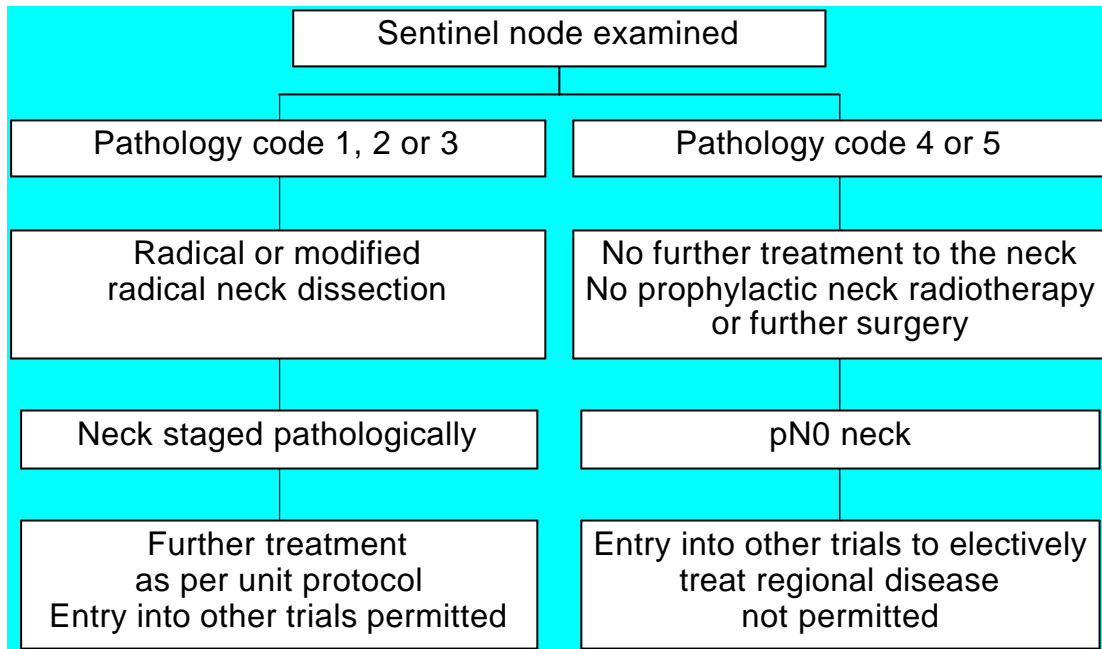 Sentinel node examined
Pathology code 1, 2 or 3
Pathology code 4 or 5
Radical or modified
radical neck dissection
No further treatment to the neck
No prophylactic neck radiotherapy
or further surgery
Neck staged pathologically
pN0 neck
Further treatment
as per unit protocol
Entry into other trials permitted
Entry into other trials to electively
treat regional disease
not permitted